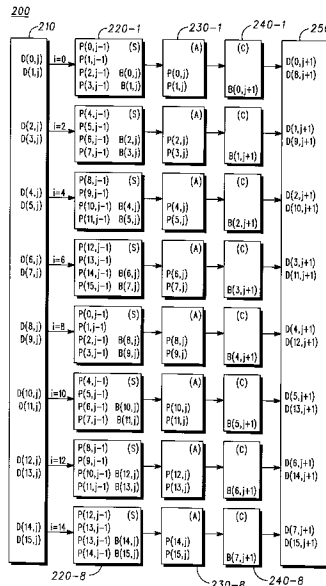 200
210 220-1 230-1 240-1 250
P(0,j-1) (S) (A) (C)
D(0,j) i=0 P(1,j-1) D(0,j+1)
D(1,j) P(2,j-1) B(0,j) P(0,j) D(8,j+1)
P(3,j-1) B(1,j) P(1,j) B(0,j+1)
P(4,j-1) (S) (A) (C)
D(2,j) i=2 P(5,j-1) D(1,j+1)
D(3,j) P(6,j-1) B(2,j) P(2,j) D(9,j+1)
P(7,j-1) B(3,j) P(3,j) B(1,j+1)
P(8,j-1) (S) (A) (C)
D(4,j) i=4 P(9,j-1) D(2,j+1)
D(5,j) P(10,j-1) B(4,j) P(4,j) D(10,j+1)
P(11,j-1) B(5,j) P(5,j) B(2,j+1)
P(12,j-1) (S) (A) (C)
D(6,j) i=6 P(13,j-1) D(3,j+1)
D(7,j) P(14,j-1) B(6,j) P(6,j) D(11,j+1)
P(15,j-1) B(7,j) P(7,j) B(3,j+1)
P(0,j-1) (S) (A) (C)
D(8,j) i=8 P(1,j-1) D(4,j+1)
D(9,j) P(2,j-1) B(8,j) P(8,j) D(12,j+1)
P(3,j-1) B(9,j) P(9,j) B(4,j+1)
P(4,j-1) (S) (A) (C)
D(10,j) i=10 P(5,j-1) D(5,j+1)
D(11,j) P(6,j-1) B(10,j) P(10,j) D(13,j+1)
P(7,j-1) B(11,j) P(11,j) B(5,j+1)
P(8,j-1) (S) (A) (C)
D(12,j) i=12 P(9,j-1) D(6,j+1)
D(13,j) P(10,j-1) B(12,j) P(12,j) B(14,j+1)
P(11,j-1) B(13,j) P(13,j) B(6,j+1)
P(12,j-1) (S) (A) (C)
D(14,j) i=14 P(13,j-1) D(7,j+1)
D(15,j) P(13,j-1) B(14,j) P(14,j) D(15,j+1)
P(14,j-1) B(15,j) P(15,j) B(7,j+1)
220-8 230-8 240-8